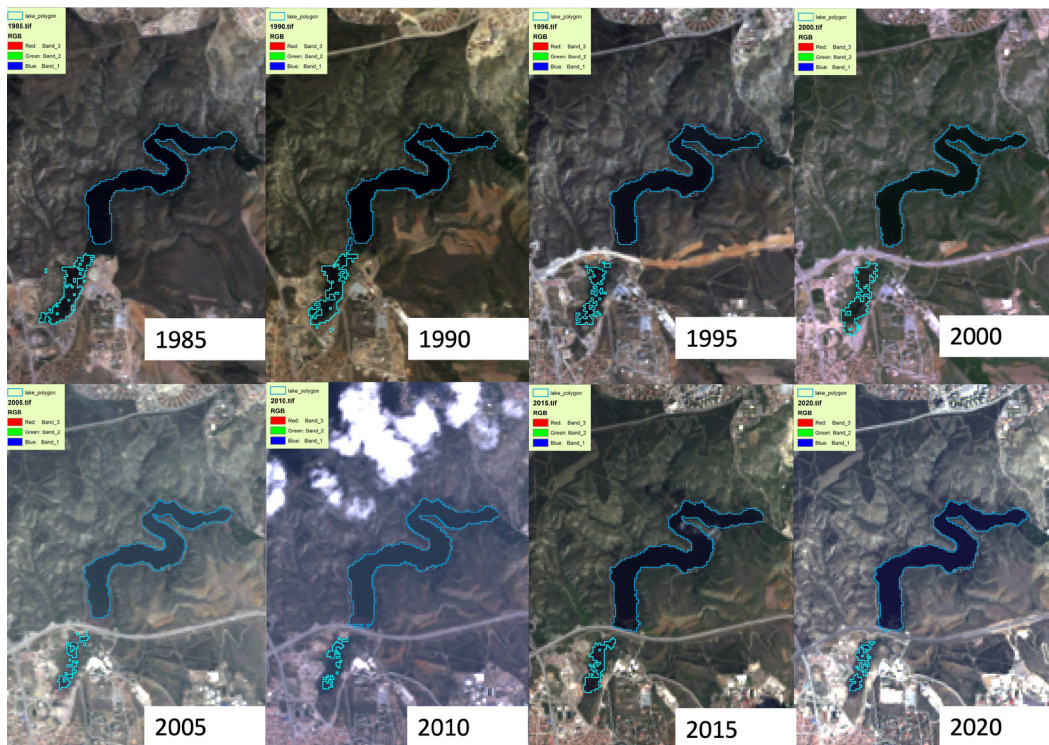 lake_polygon
1985.tif
RGB
Red: Band_3
Green: Band_2
Blue: Band_1
1985
lake_polygon
1990.tif
RGB
Red: Band_3
Green: Band_2
Blue: Band_1
1990
lake_polygon
1996.tif
RGB
Red: Band_3
Green: Band_2
Blue: Band_1
1995
lake_polygon
2000.tif
RGB
Red: Band_3
Green: Band_2
Blue: Band_1
2000
lake_polygon
2005.tif
RGB
Red: Band_3
Green: Band_2
Blue: Band_1
2005
lake_polygon
2010.tif
RGB
Red: Band_3
Green: Band_2
Blue: Band_1
2010
lake_polygon
2015.tif
RGB
Red: Band_3
Green: Band_2
Blue: Band_1
2015
lake_polygon
2020.tif
RGB
Red: Band_3
Green: Band_2
Blue: Band_1
2020